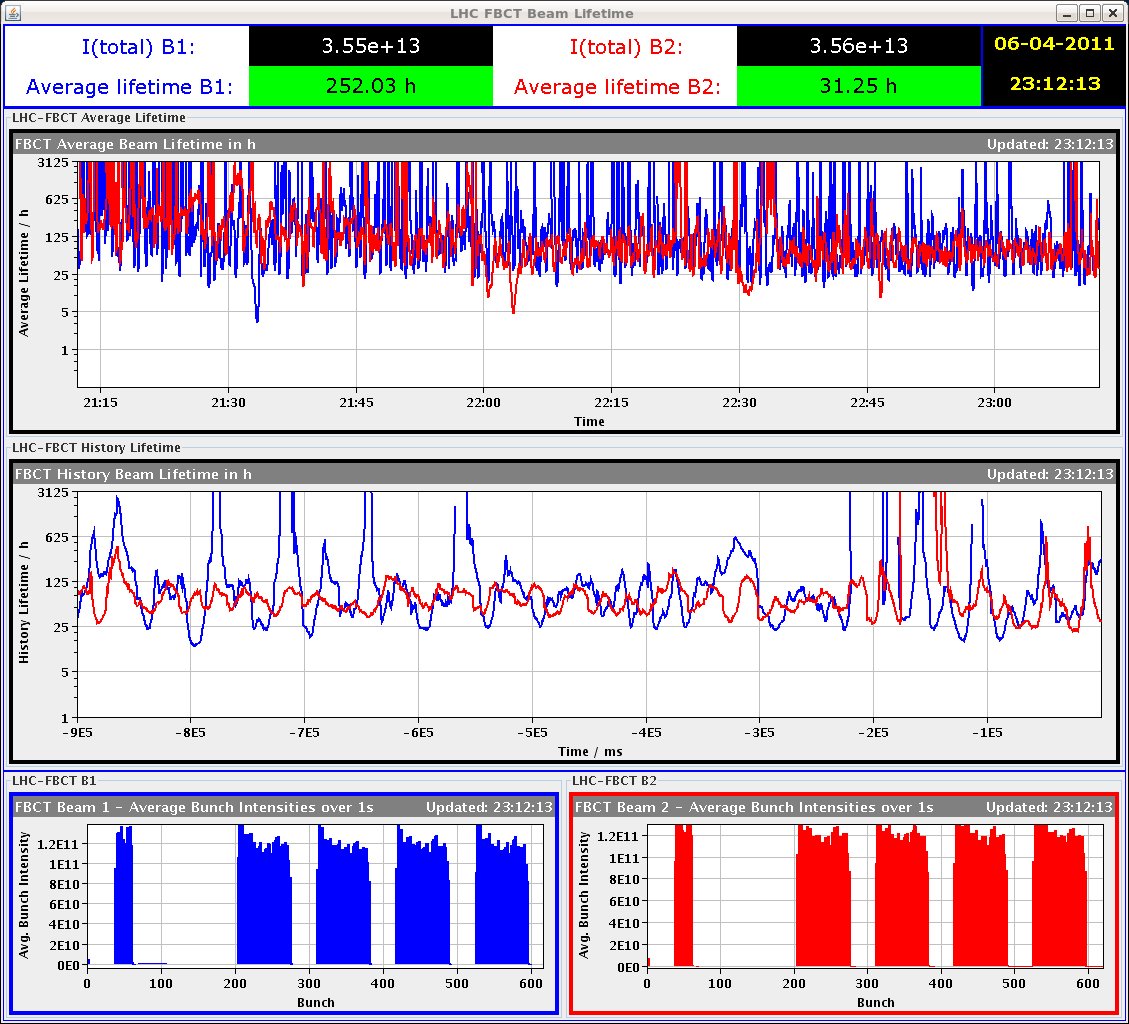 LHC FBCT Beam Lifetime
I(total) B1: 3.55e+13 I(total) B2: 3.56e+13 06-04-2011
Average lifetime B1: 252.03 h Average lifetime B2: 31.25 h 23:12:13
LHC-FBCT Average Lifetime
FBCT Average Beam Lifetime in h Updated: 23:12:13
Average Lifetime / h
3125
625
125
25
5
1
21:15 21:30 21:45 22:00 22:15 22:30 22:45 23:00
Time
LHC-FBCT History Lifetime
FBCT History Beam Lifetime in h Updated: 23:12:13
History Lifetime / h
3125
625
125
25
5
1
-9E5 -8E5 -7E5 -6E5 -5E5 -4E5 -3E5 -2E5 -1E5
Time / ms
LHC-FBCT B1
FBCT Beam 1 - Average Bunch Intensities over 1s Updated: 23:12:13
Avg. Bunch Intensity
1.2E11
1E11
8E10
6E10
4E10
2E10
0E0
0 100 200 300 400 500 600
Bunch
LHC-FBCT B2
FBCT Beam 2 - Average Bunch Intensities over 1s Updated: 23:12:13
Avg. Bunch Intensity
1.2E11
1E11
8E10
6E10
4E10
2E10
0E0
0 100 200 300 400 500 600
Bunch